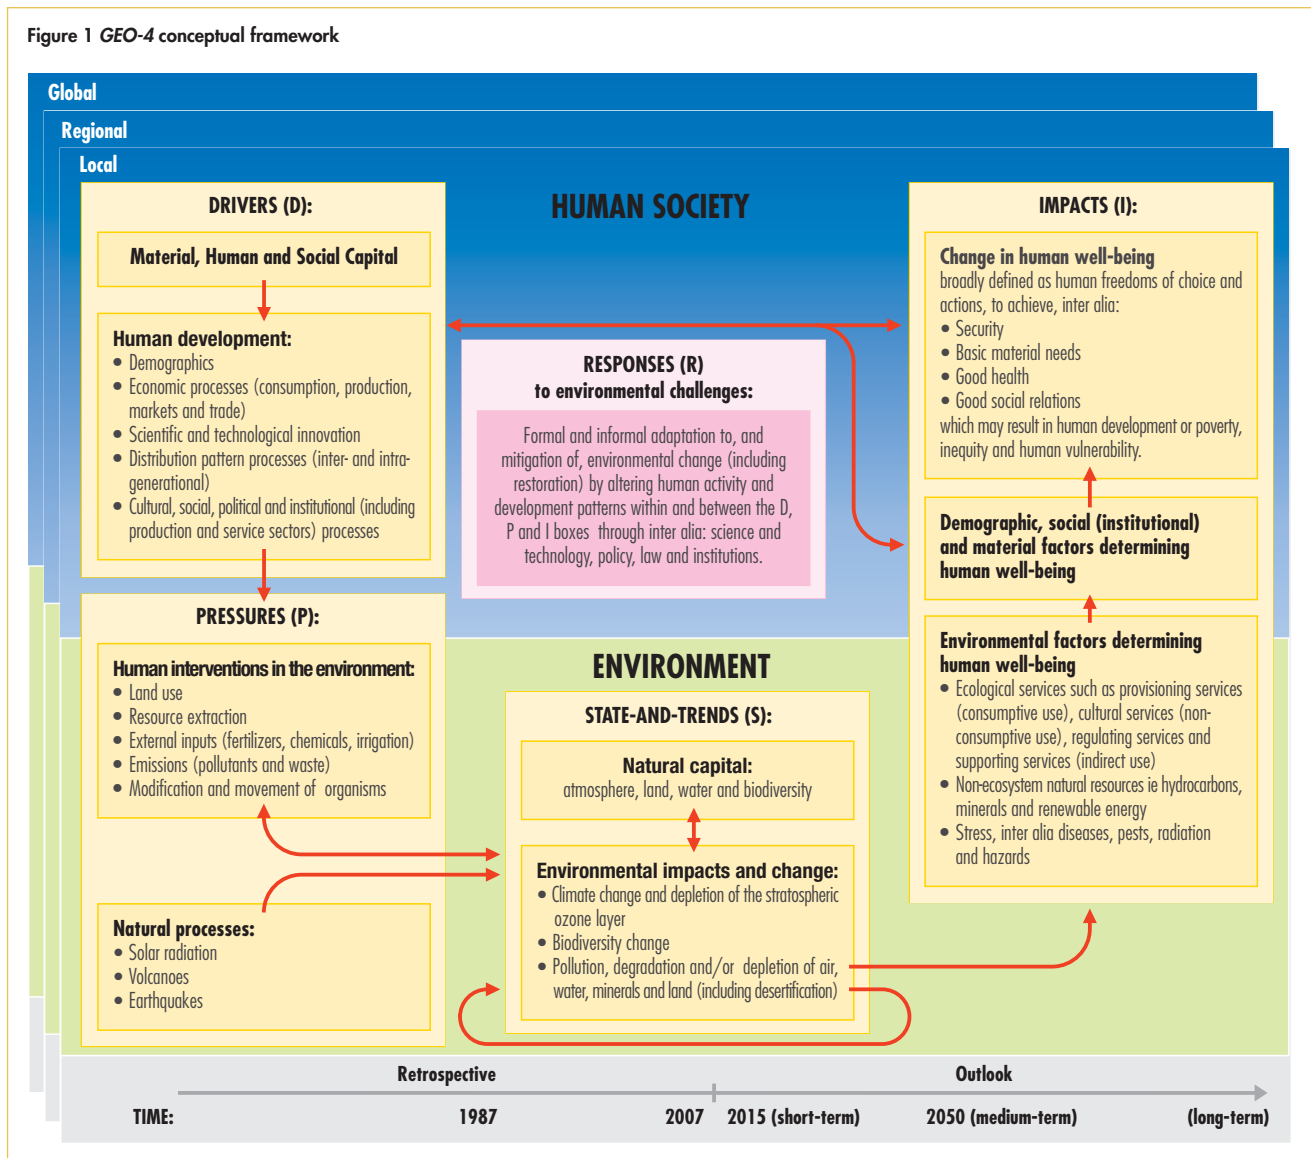 Figure 1 GEO-4 conceptual framework
Global
Regional
Local
HUMAN SOCIETY
DRIVERS (D):
Material, Human and Social Capital
Human development:
• Demographics
• Economic processes (consumption, production,
markets and trade)
• Scientific and technological innovation
• Distribution pattern processes (inter- and intra-
generational)
• Cultural, social, political and institutional (including
production and service sectors) processes
PRESSURES (P):
Human interventions in the environment:
• Land use
• Resource extraction
• External inputs (fertilizers, chemicals, irrigation)
• Emissions (pollutants and waste)
• Modification and movement of organisms
Natural processes:
• Solar radiation
• Volcanoes
• Earthquakes
RESPONSES (R)
to environmental challenges:
Formal and informal adaptation to, and
mitigation of, environmental change (including
restoration) by altering human activity and
development patterns within and between the D,
P and I boxes through inter alia: science and
technology, policy, law and institutions.
ENVIRONMENT
STATE-AND-TRENDS (S):
Natural capital:
atmosphere, land, water and biodiversity
Environmental impacts and change:
• Climate change and depletion of the stratospheric
ozone layer
• Biodiversity change
• Pollution, degradation and/or depletion of air,
water, minerals and land (including desertification)
IMPACTS (I):
Change in human well-being
broadly defined as human freedoms of choice and
actions, to achieve, inter alia:
• Security
• Basic material needs
• Good health
• Good social relations
which may result in human development or poverty,
inequity and human vulnerability.
Demographic, social (institutional)
and material factors determining
human well-being
Environmental factors determining
human well-being
• Ecological services such as provisioning services
(consumptive use), cultural services (non-
consumptive use), regulating services and
supporting services (indirect use)
• Non-ecosystem natural resources ie hydrocarbons,
minerals and renewable energy
• Stress, inter alia diseases, pests, radiation
and hazards
Retrospective
Outlook
TIME:
1987
2007
2015 (short-term)
2050 (medium-term)
(long-term)